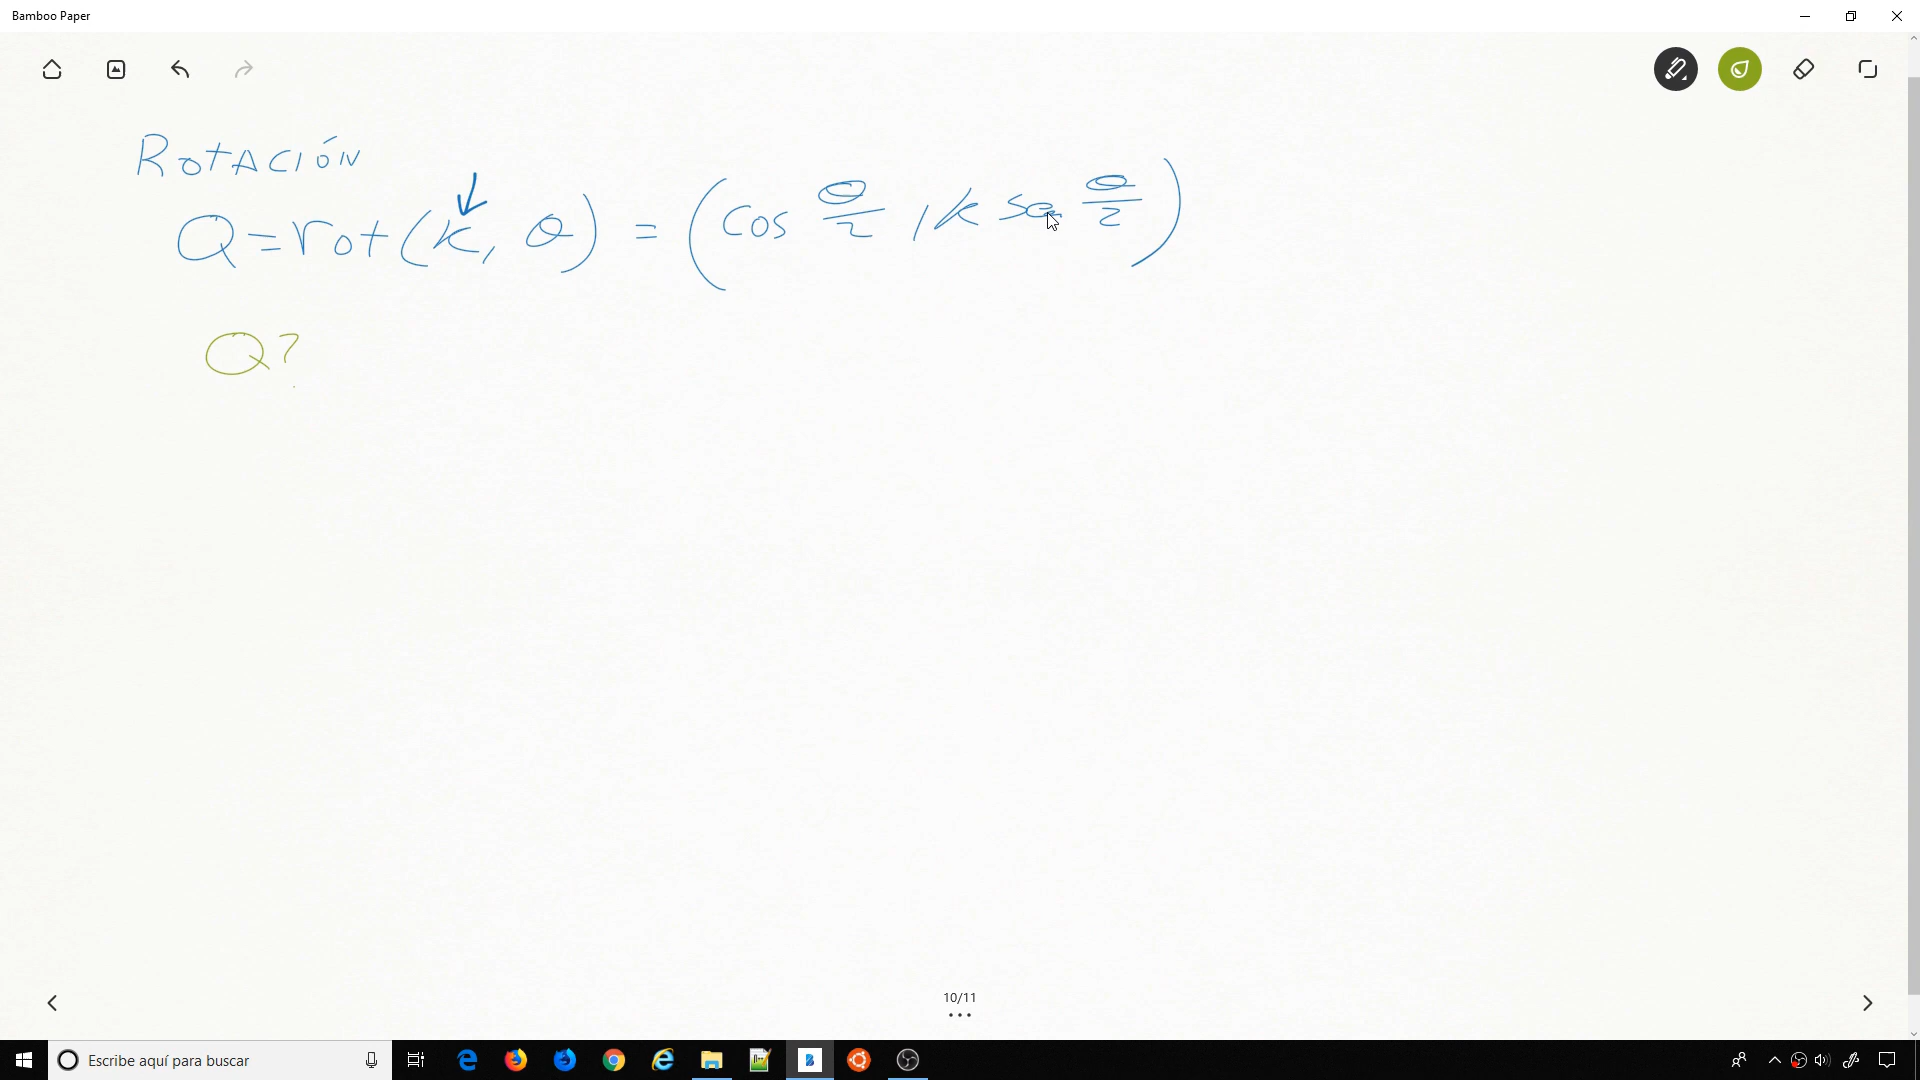 Bamboo Paper
ROTACIÓN
Q = rot(k, θ) = (cos θ/2, k sen θ/2)
Q?
10/11
Escribe aquí para buscar